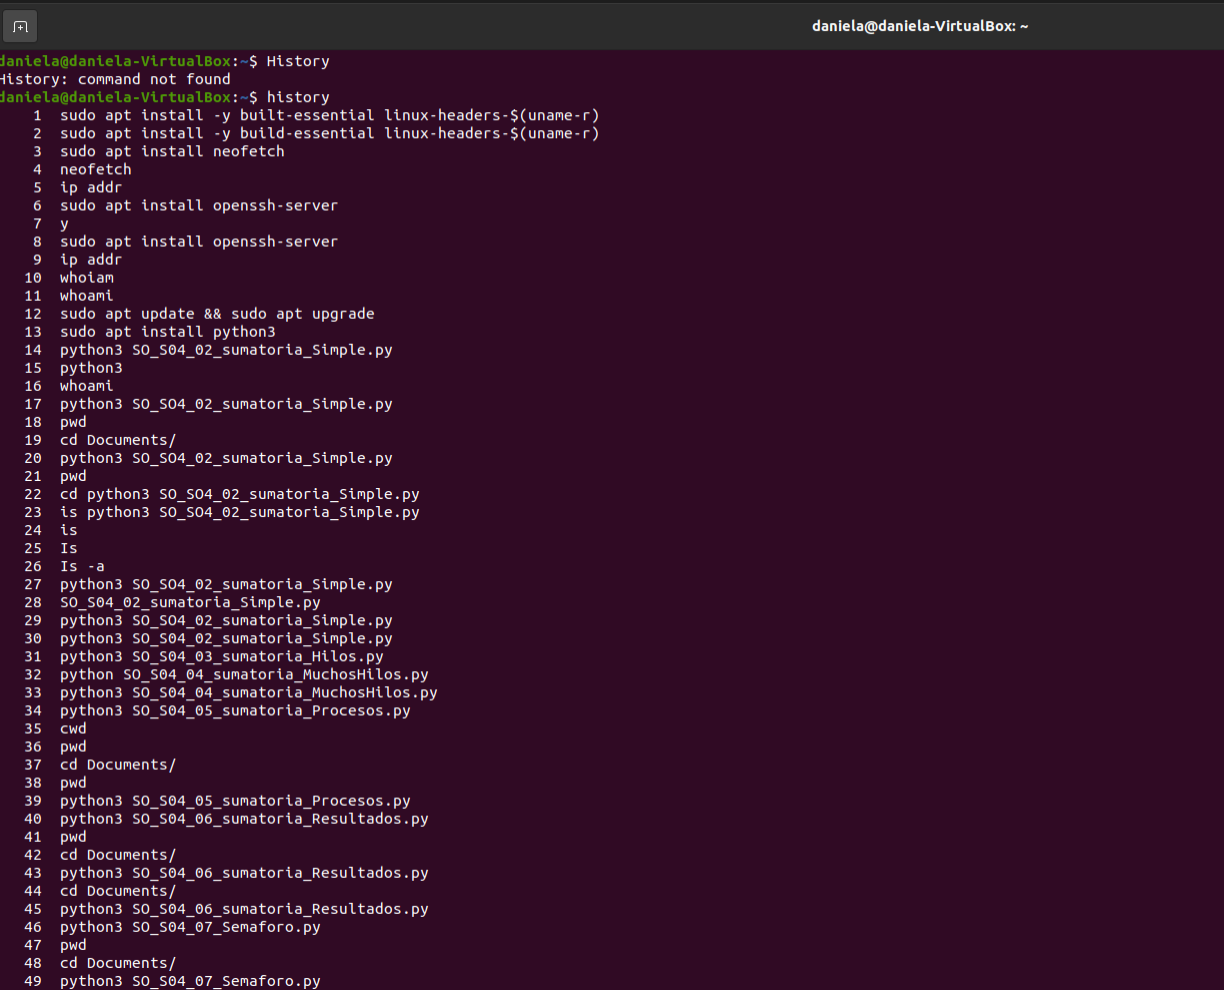 daniela@daniela-VirtualBox: ~
daniela@daniela-VirtualBox:~$ History
History: command not found
daniela@daniela-VirtualBox:~$ history
1 sudo apt install -y built-essential linux-headers-$(uname-r)
2 sudo apt install -y build-essential linux-headers-$(uname-r)
3 sudo apt install neofetch
4 neofetch
5 ip addr
6 sudo apt install openssh-server
7 y
8 sudo apt install openssh-server
9 ip addr
10 whoiam
11 whoami
12 sudo apt update && sudo apt upgrade
13 sudo apt install python3
14 python3 SO_S04_02_sumatoria_Simple.py
15 python3
16 whoami
17 python3 SO_SO4_02_sumatoria_Simple.py
18 pwd
19 cd Documents/
20 python3 SO_SO4_02_sumatoria_Simple.py
21 pwd
22 cd python3 SO_SO4_02_sumatoria_Simple.py
23 is python3 SO_SO4_02_sumatoria_Simple.py
24 is
25 Is
26 Is -a
27 python3 SO_SO4_02_sumatoria_Simple.py
28 SO_S04_02_sumatoria_Simple.py
29 python3 SO_SO4_02_sumatoria_Simple.py
30 python3 SO_S04_02_sumatoria_Simple.py
31 python3 SO_S04_03_sumatoria_Hilos.py
32 python SO_S04_04_sumatoria_MuchosHilos.py
33 python3 SO_S04_04_sumatoria_MuchosHilos.py
34 python3 SO_S04_05_sumatoria_Procesos.py
35 cwd
36 pwd
37 cd Documents/
38 pwd
39 python3 SO_S04_05_sumatoria_Procesos.py
40 python3 SO_S04_06_sumatoria_Resultados.py
41 pwd
42 cd Documents/
43 python3 SO_S04_06_sumatoria_Resultados.py
44 cd Documents/
45 python3 SO_S04_06_sumatoria_Resultados.py
46 python3 SO_S04_07_Semaforo.py
47 pwd
48 cd Documents/
49 python3 SO_S04_07_Semaforo.py